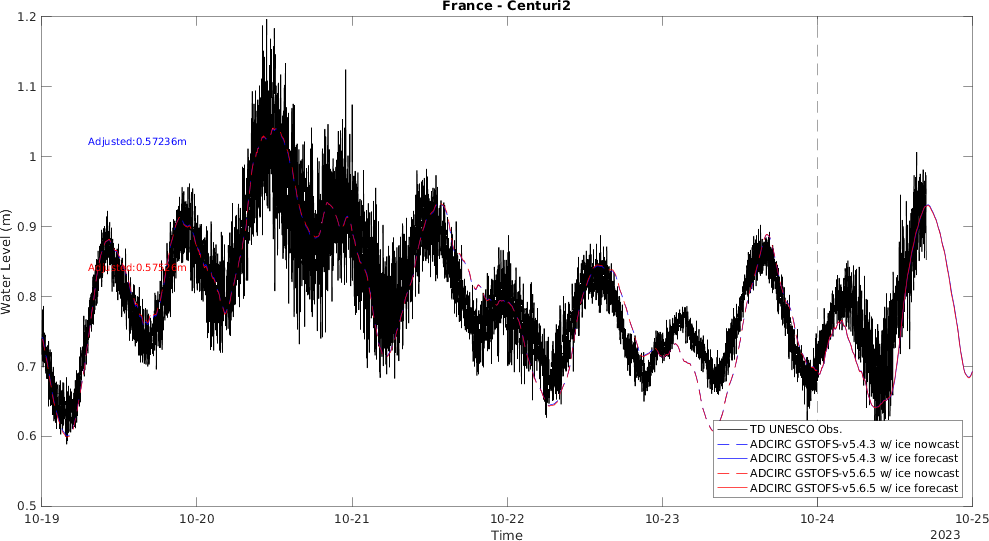 France - Centuri2
1.2
1.1
1
0.9
0.8
0.7
0.6
0.5
Water Level (m)
Adjusted:0.57236m
Adjusted:0.57526m
TD UNESCO Obs.
ADCIRC GSTOFS-v5.4.3 w/ ice nowcast
ADCIRC GSTOFS-v5.4.3 w/ ice forecast
ADCIRC GSTOFS-v5.6.5 w/ ice nowcast
ADCIRC GSTOFS-v5.6.5 w/ ice forecast
10-19 10-20 10-21 10-22 10-23 10-24 10-25
Time
2023